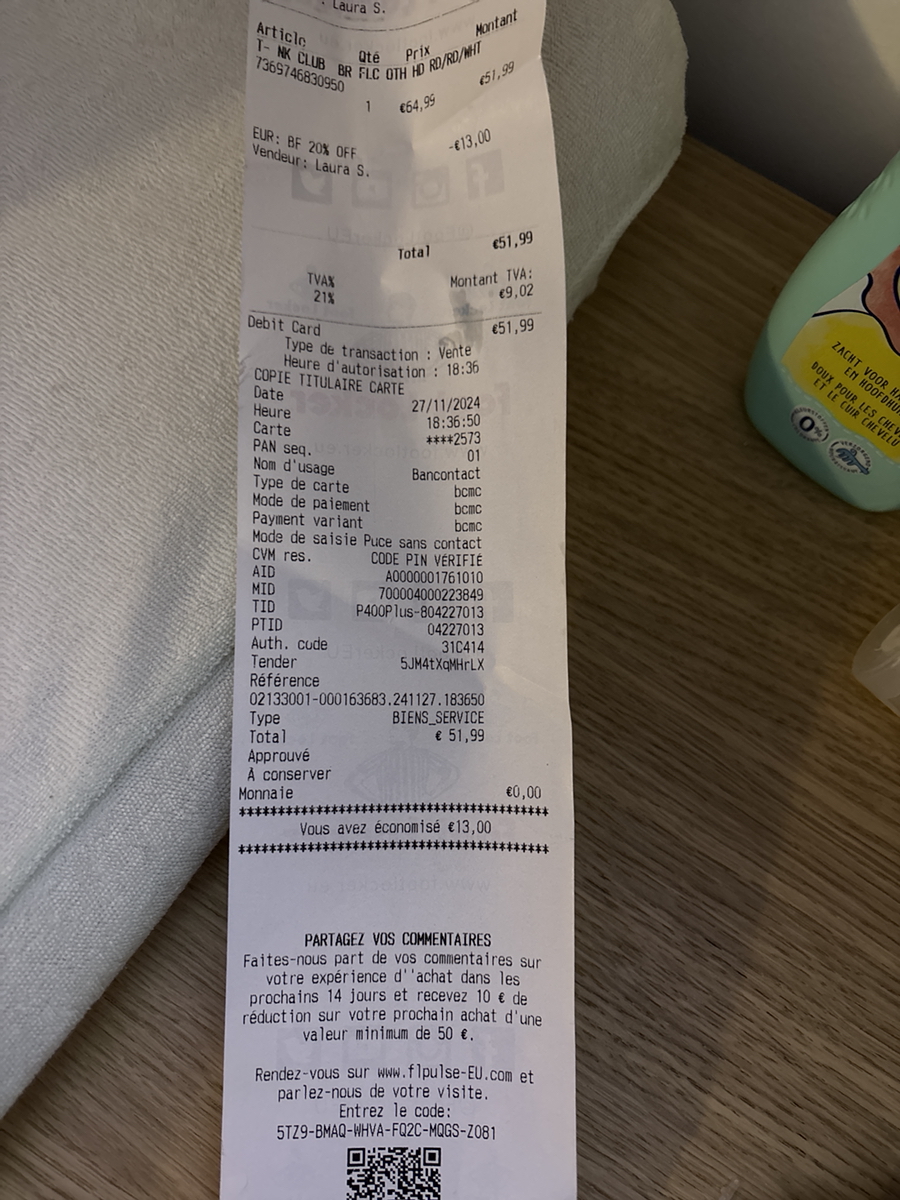 : Laura S.
Article Qté Prix Montant
T- NK CLUB BR FLC OTH HD RD/RD/WHT
7369746830950 €51,99
1 €64,99
EUR: BF 20% OFF -€13,00
Vendeur: Laura S.
Total €51,99
TVA% Montant TVA:
21% €9,02
Debit Card €51,99
Type de transaction : Vente
Heure d'autorisation : 18:36
COPIE TITULAIRE CARTE
Date 27/11/2024
Heure 18:36:50
Carte ****2573
PAN seq. 01
Nom d'usage Bancontact
Type de carte bcmc
Mode de paiement bcmc
Payment variant bcmc
Mode de saisie Puce sans contact
CVM res. CODE PIN VÉRIFIÉ
AID A0000001761010
MID 700004000223849
TID P400Plus-804227013
PTID 04227013
Auth. code 31C414
Tender 5JM4tXqMHrLX
Référence
02133001-000163683.241127.183650
Type BIENS_SERVICE
Total € 51,99
Approuvé
À conserver
Monnaie €0,00
****************************************
Vous avez économisé €13,00
****************************************
PARTAGEZ VOS COMMENTAIRES
Faites-nous part de vos commentaires sur
votre expérience d''achat dans les
prochains 14 jours et recevez 10 € de
réduction sur votre prochain achat d'une
valeur minimum de 50 €.
Rendez-vous sur www.flpulse-EU.com et
parlez-nous de votre visite.
Entrez le code:
5TZ9-BMAQ-WHVA-FQ2C-MQGS-Z081
ZACHT VOOR
EN
DOUX POUR LES
ET LE CUIR CHEVELU
0%